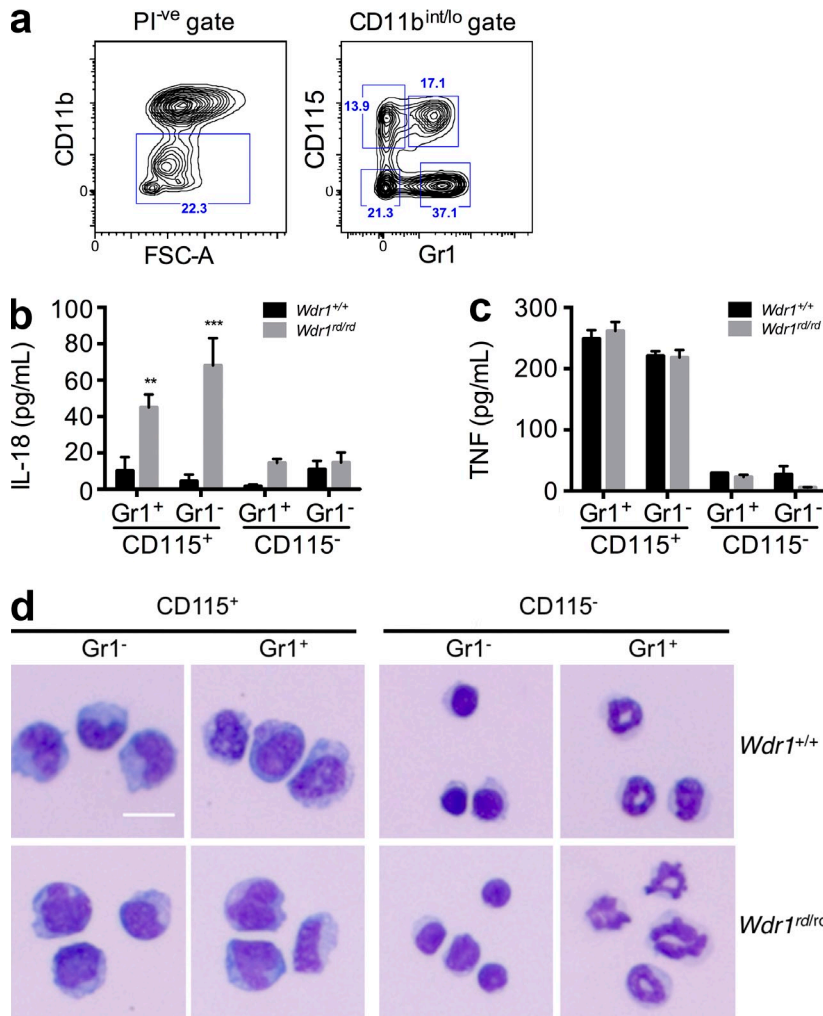 a
PI-ve gate
CD11bint/lo gate
CD11b
0
22.3
0
FSC-A
CD115
13.9
17.1
0
21.3
37.1
0
Gr1
b
Wdr1+/+
Wdr1rd/rd
IL-18 (pg/mL)
100
80
60
40
20
0
**
***
Gr1+ Gr1- Gr1+ Gr1-
CD115+ CD115-
c
Wdr1+/+
Wdr1rd/rd
TNF (pg/mL)
300
200
100
0
Gr1+ Gr1- Gr1+ Gr1-
CD115+ CD115-
d
CD115+ CD115-
Gr1- Gr1+ Gr1- Gr1+
Wdr1+/+
Wdr1rd/rd